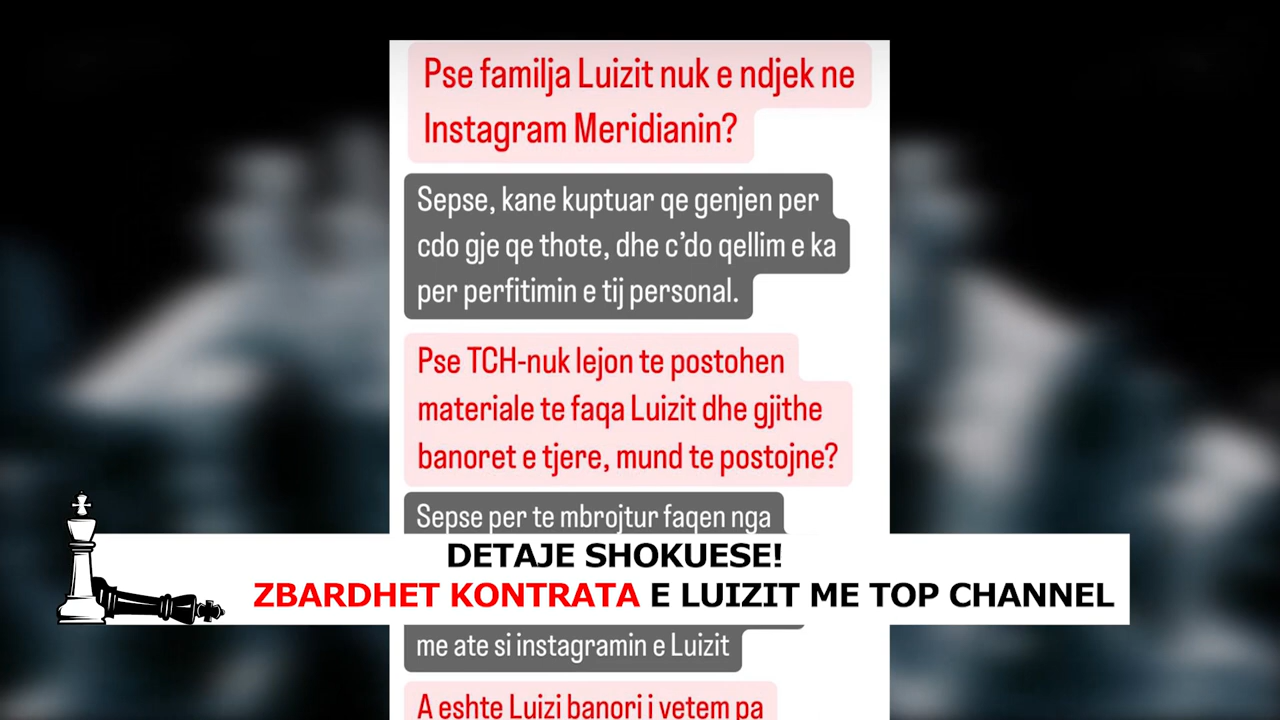 Pse familja Luizit nuk e ndjek ne
Instagram Meridianin?
Sepse, kane kuptuar qe genjen per
cdo gje qe thote, dhe c’do qellim e ka
per perfitimin e tij personal.
Pse TCH-nuk lejon te postohen
materiale te faqa Luizit dhe gjithe
banoret e tjere, mund te postojne?
Sepse per te mbrojtur faqen nga
DETAJE SHOKUESE!
ZBARDHET KONTRATA E LUIZIT ME TOP CHANNEL
me ate si instagramin e Luizit
A eshte Luizi banori i vetem pa